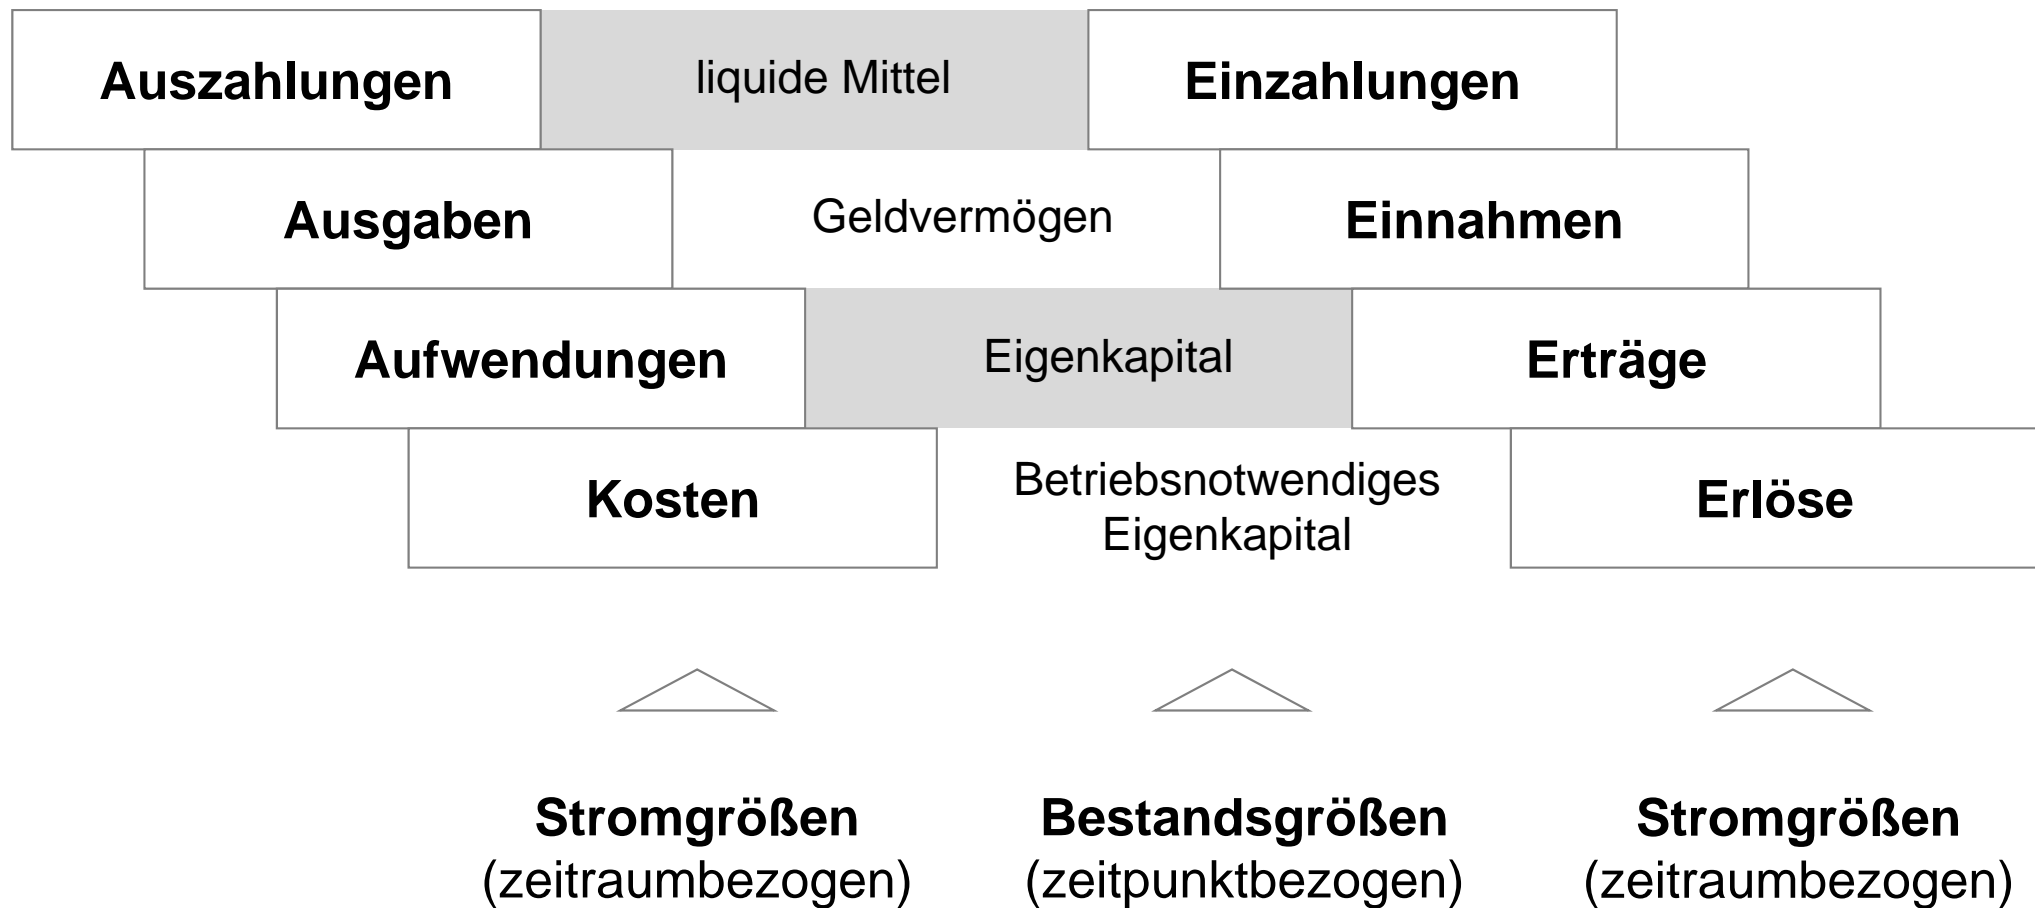 Auszahlungen liquide Mittel Einzahlungen
Ausgaben Geldvermögen Einnahmen
Aufwendungen Eigenkapital Erträge
Kosten Betriebsnotwendiges Eigenkapital Erlöse
Stromgrößen Bestandsgrößen Stromgrößen
(zeitraumbezogen) (zeitpunktbezogen) (zeitraumbezogen)